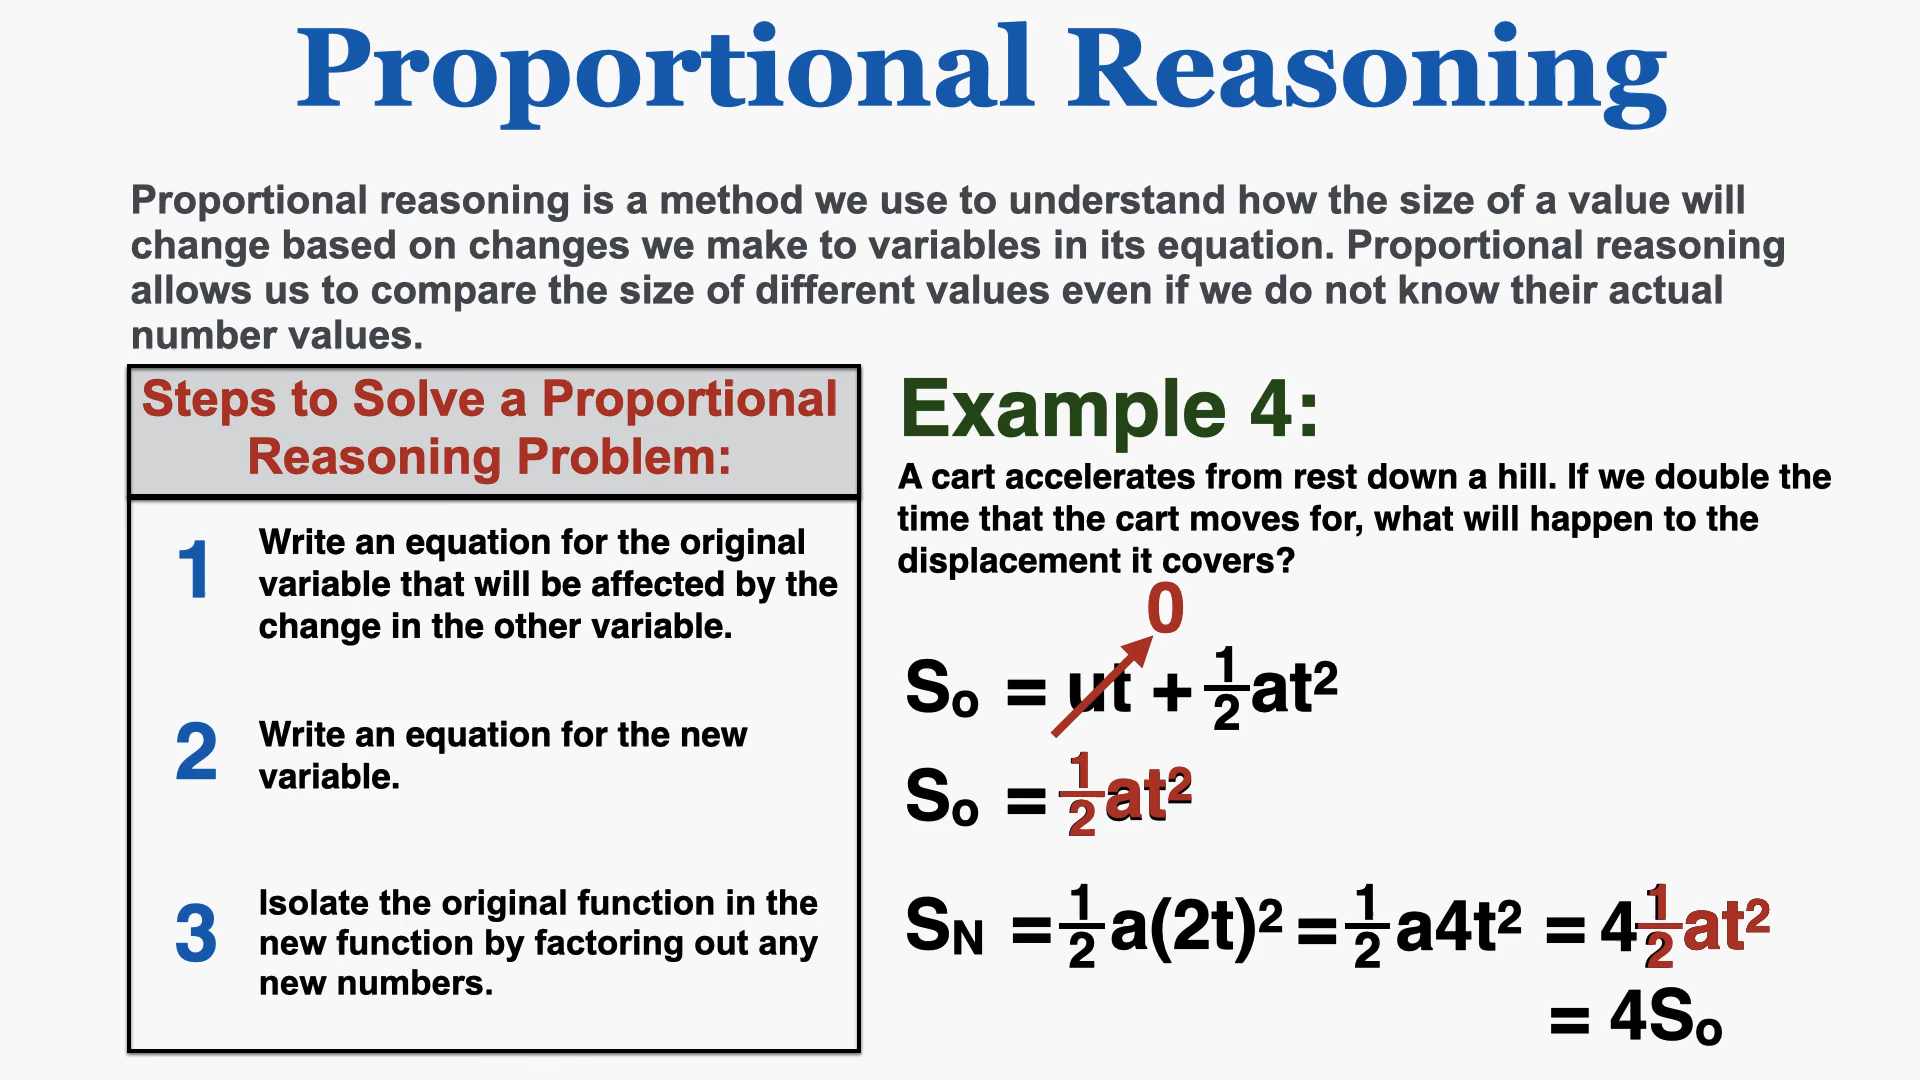 Proportional Reasoning
Proportional reasoning is a method we use to understand how the size of a value will
change based on changes we make to variables in its equation. Proportional reasoning
allows us to compare the size of different values even if we do not know their actual
number values.
Steps to Solve a Proportional
Reasoning Problem:
1 Write an equation for the original
variable that will be affected by the
change in the other variable.
2 Write an equation for the new
variable.
3 Isolate the original function in the
new function by factoring out any
new numbers.
Example 4:
A cart accelerates from rest down a hill. If we double the
time that the cart moves for, what will happen to the
displacement it covers?
0
Sₒ = ut + ½at²
Sₒ = ½at²
S_N = ½a(2t)² = ½a4t² = 4½at²
= 4Sₒ